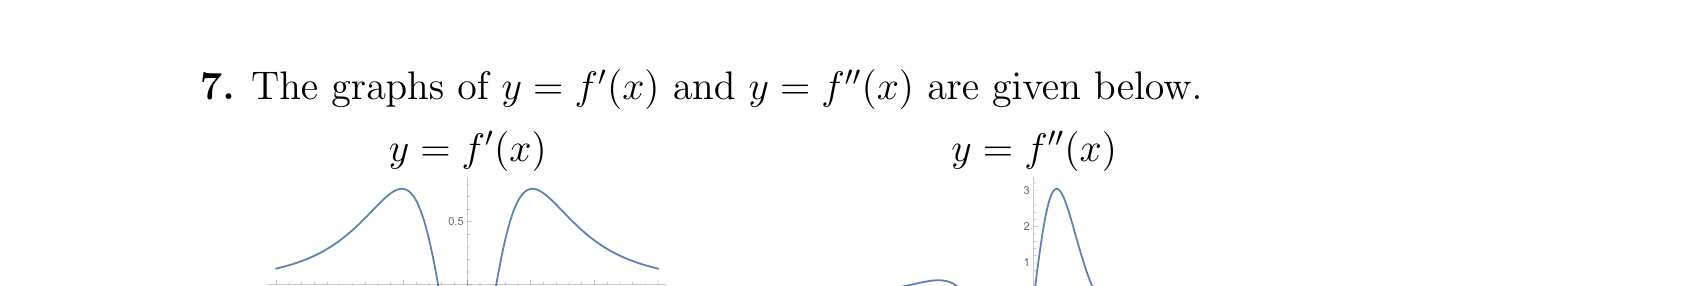 7. The graphs of y = f′(x) and y = f″(x) are given below.
y = f′(x) y = f″(x)
3
0.5
2
1